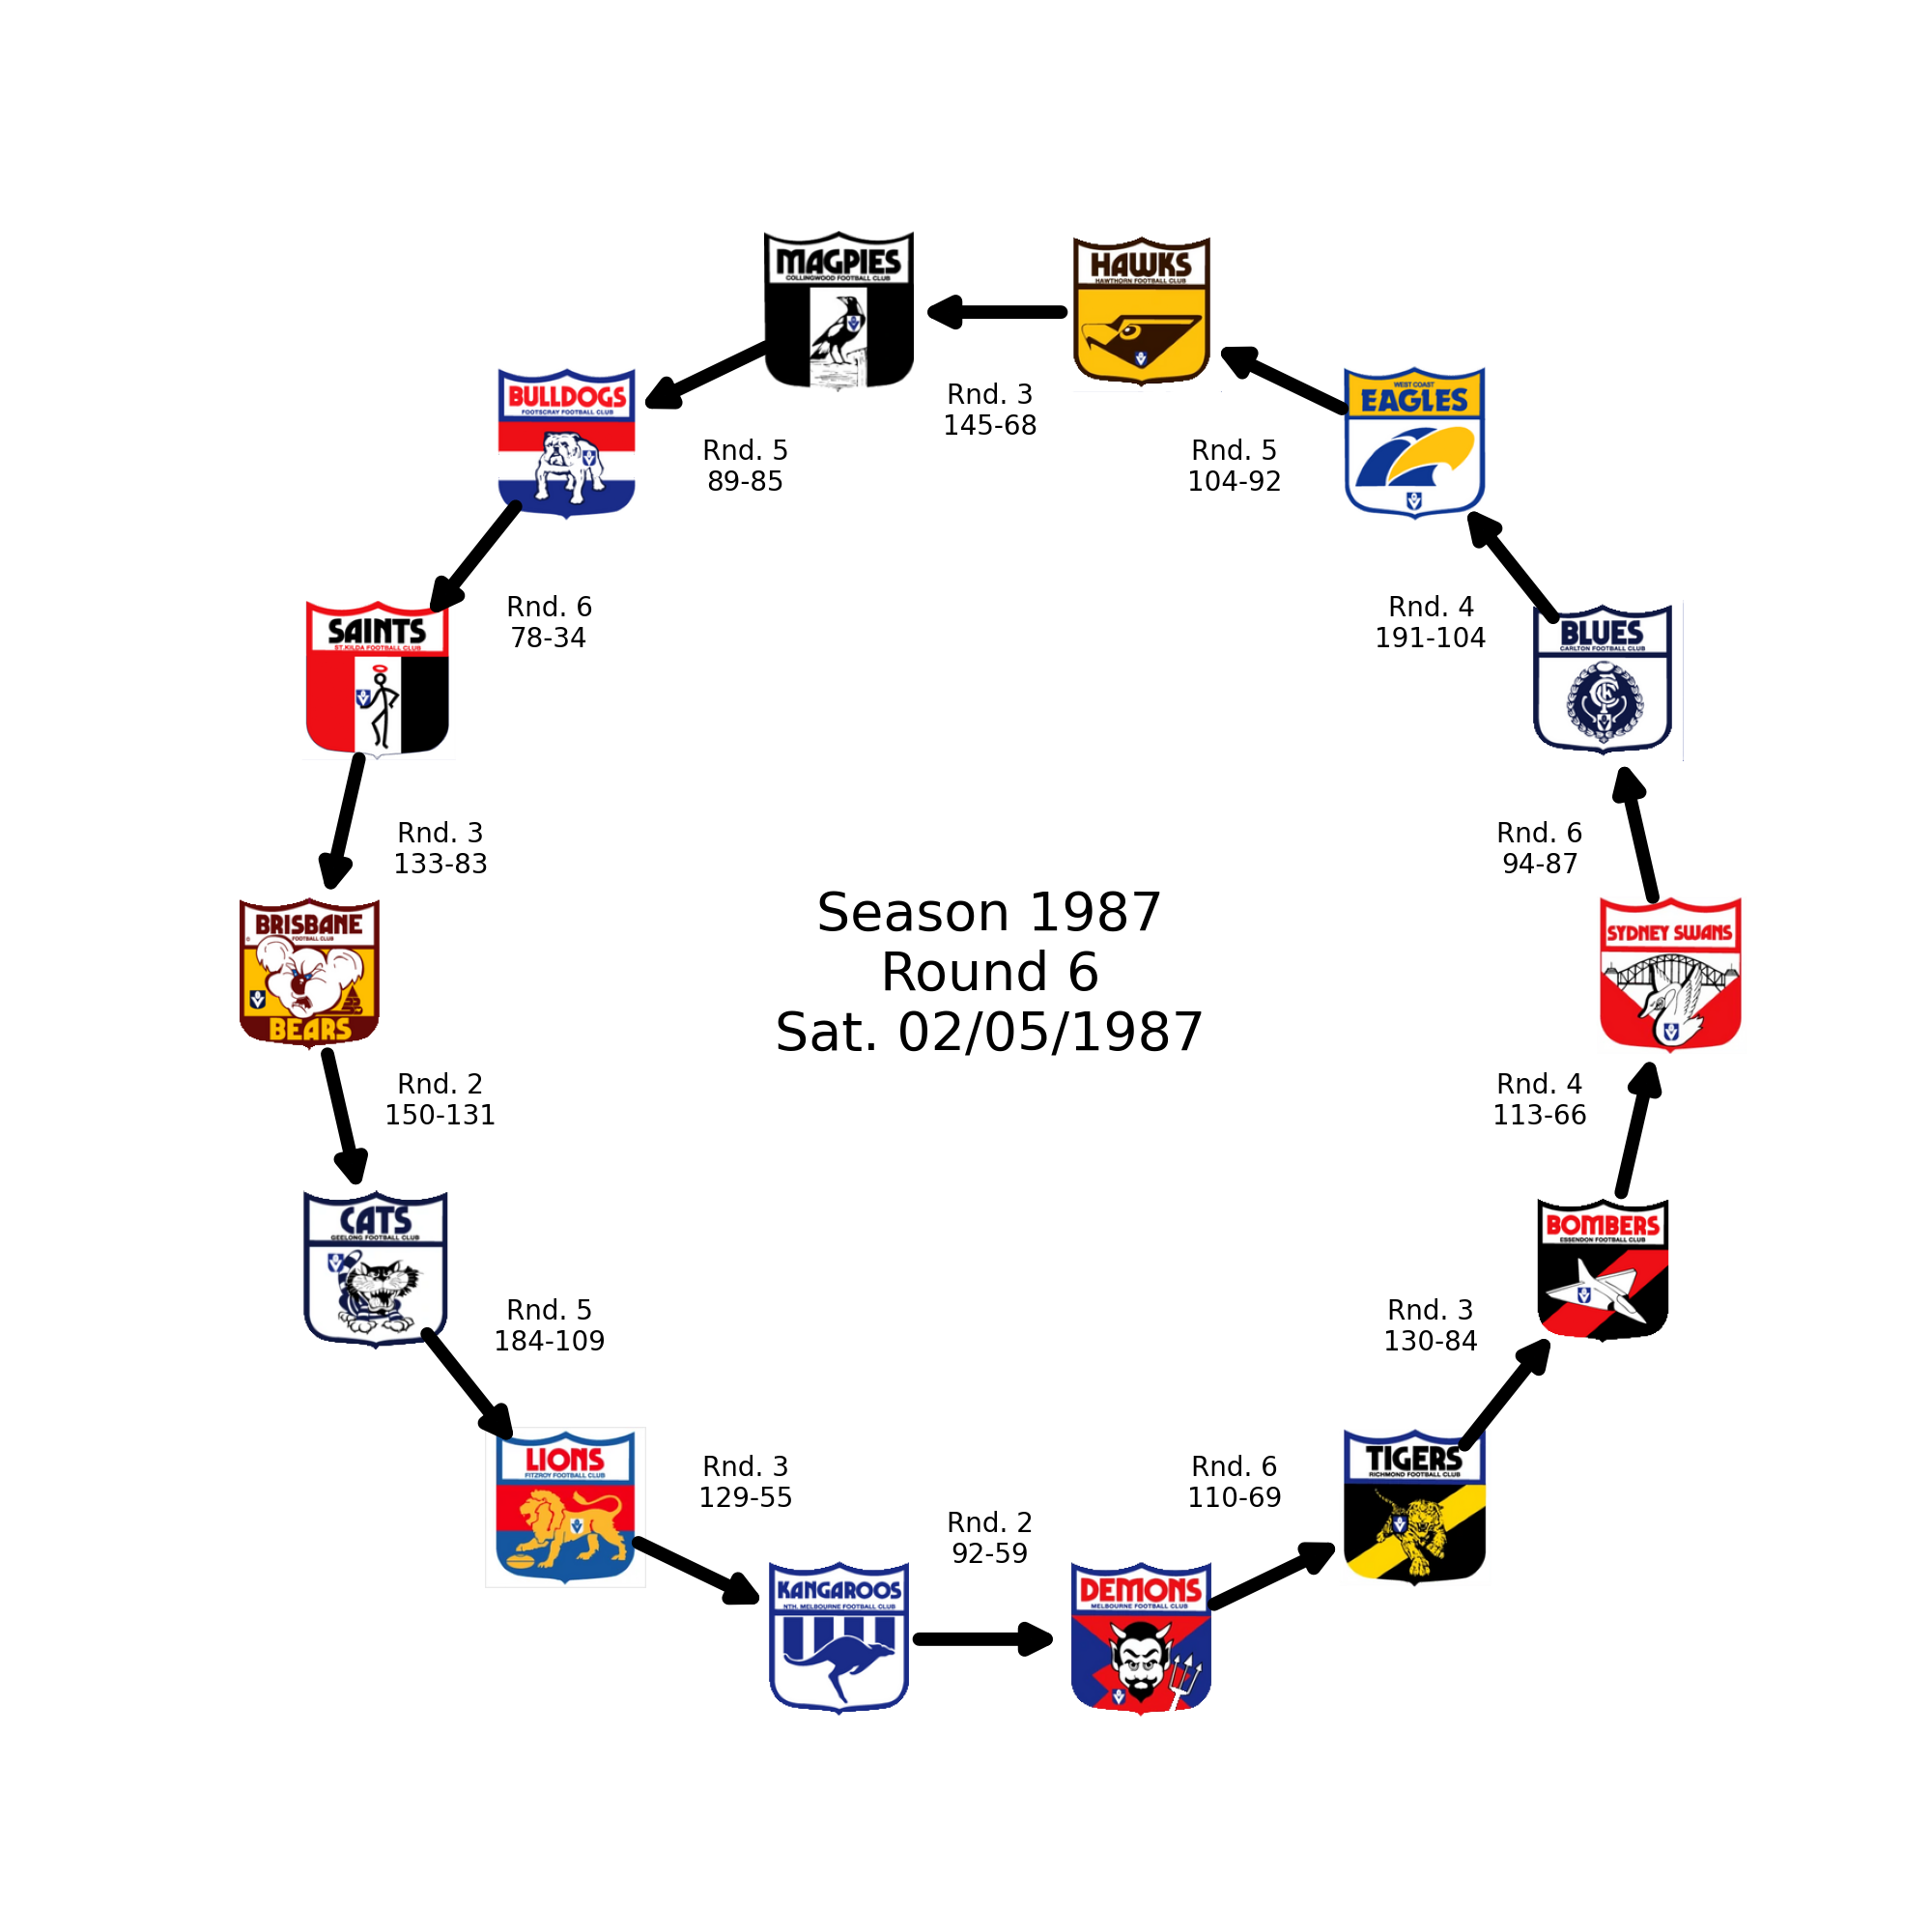 MAGPIES
COLLINGWOOD FOOTBALL CLUB
HAWKS
HAWTHORN FOOTBALL CLUB
Rnd. 3
145-68
BULLDOGS
FOOTSCRAY FOOTBALL CLUB
WEST COAST
EAGLES
Rnd. 5
89-85
Rnd. 5
104-92
SAINTS
ST.KILDA FOOTBALL CLUB
Rnd. 6
78-34
Rnd. 4
191-104
BLUES
CARLTON FOOTBALL CLUB
CFC
Rnd. 3
133-83
Rnd. 6
94-87
BRISBANE
FOOTBALL CLUB
BEARS
Season 1987
Round 6
Sat. 02/05/1987
SYDNEY SWANS
Rnd. 2
150-131
Rnd. 4
113-66
CATS
GEELONG FOOTBALL CLUB
BOMBERS
ESSENDON FOOTBALL CLUB
Rnd. 5
184-109
Rnd. 3
130-84
LIONS
FITZROY FOOTBALL CLUB
Rnd. 3
129-55
Rnd. 6
110-69
TIGERS
RICHMOND FOOTBALL CLUB
Rnd. 2
92-59
KANGAROOS
NTH. MELBOURNE FOOTBALL CLUB
DEMONS
MELBOURNE FOOTBALL CLUB